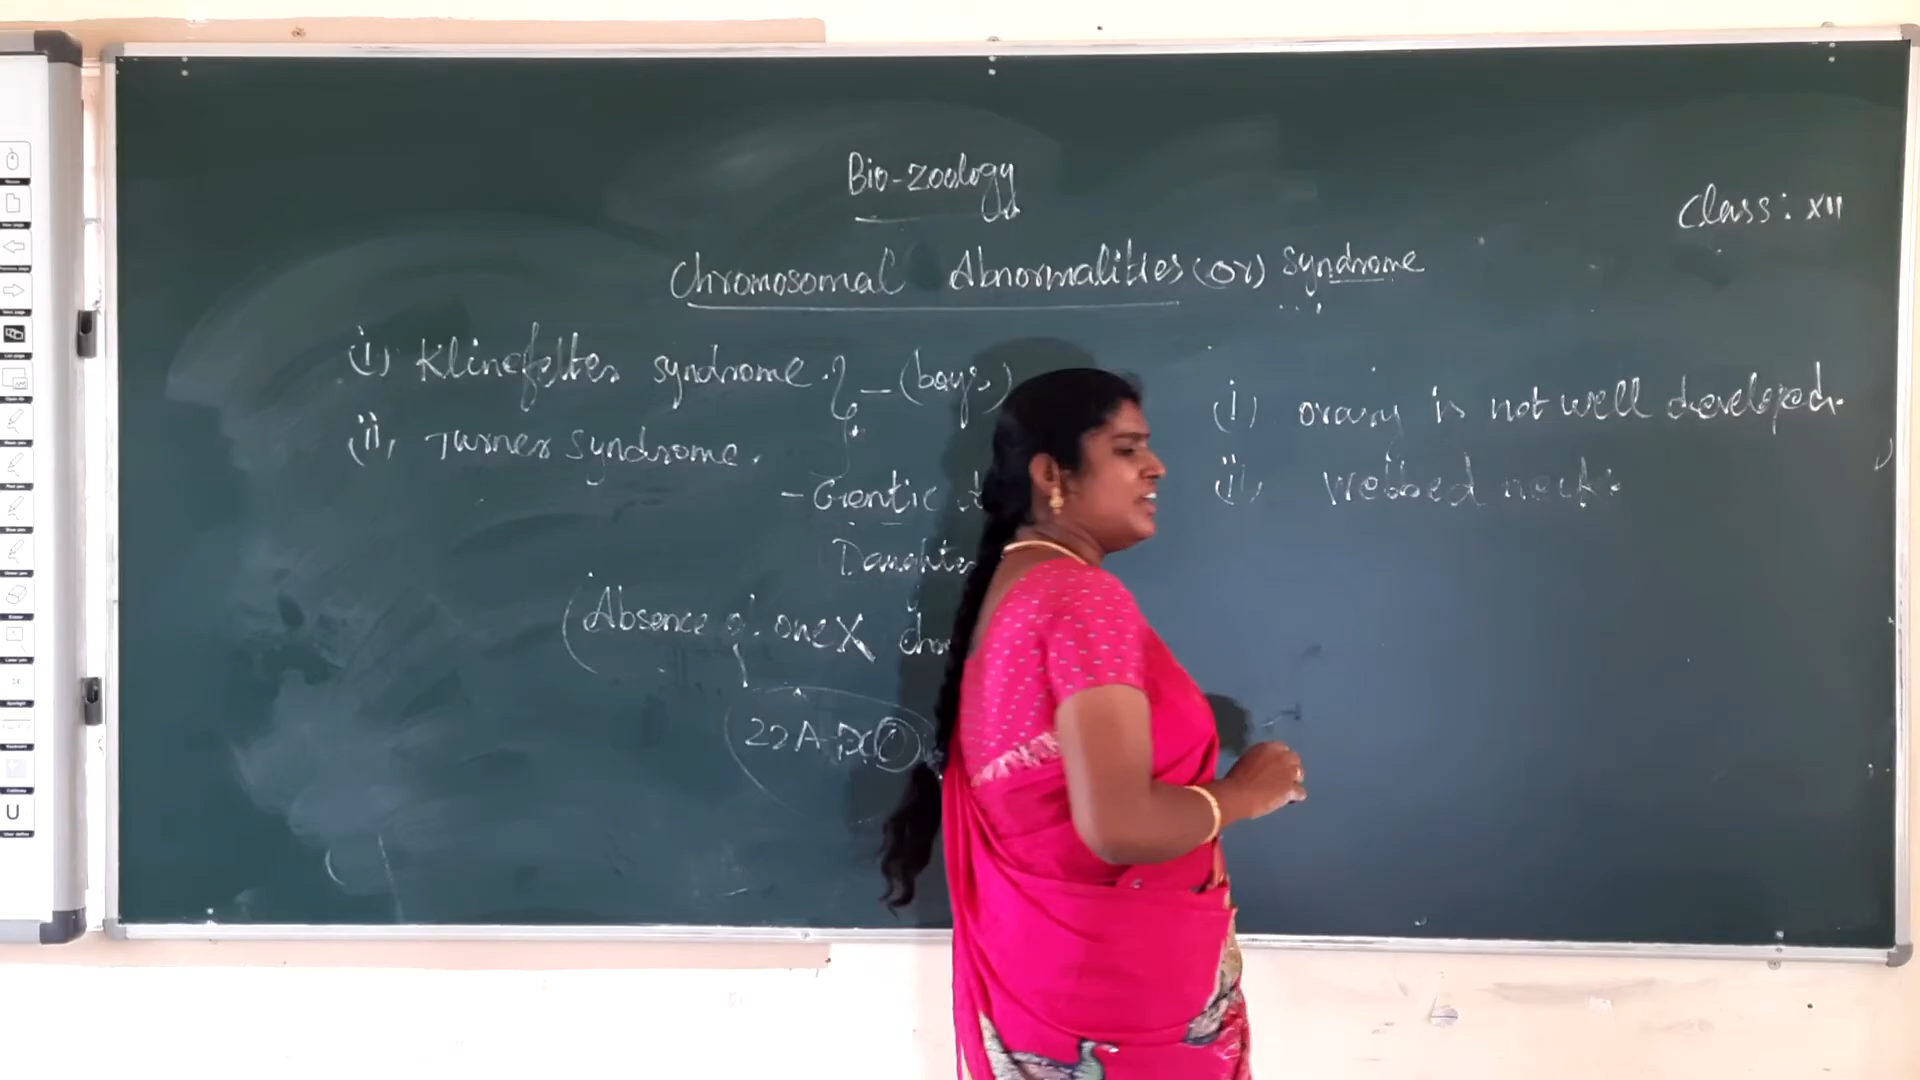 Bio-zoology
Class: XII
Chromosomal Abnormalities (or) Syndrome
(i) Klinefelter syndrome. } - (boys)
(ii) Turner Syndrome.
- Gentic
Daughter
(Absence of one X
22A
(i) ovary is not well developed.
(ii) Webbed neck